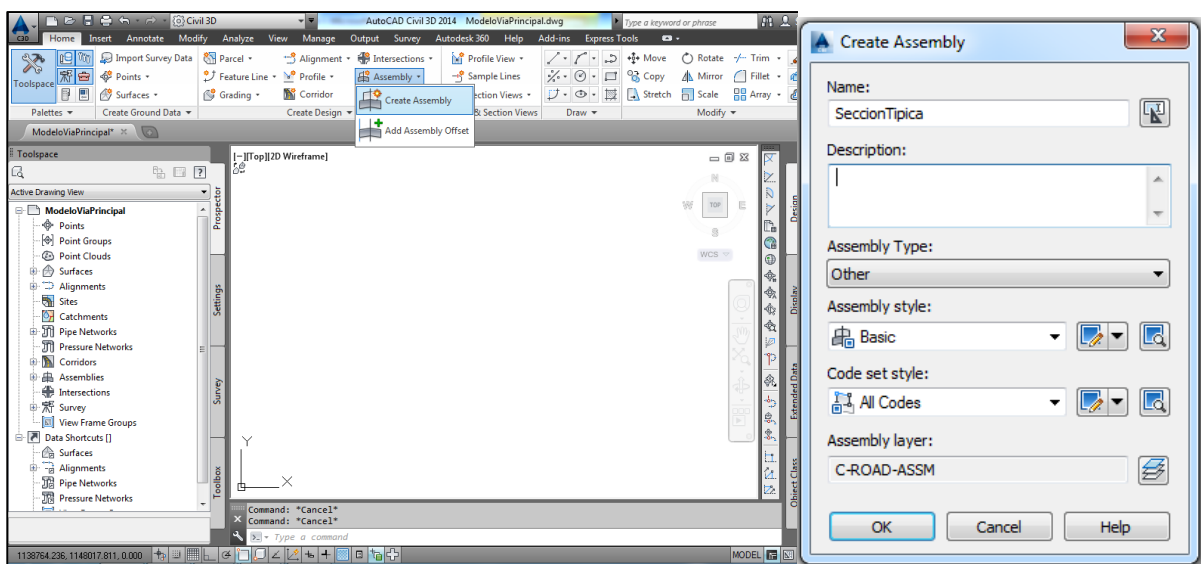 C3D
Civil 3D
AutoCAD Civil 3D 2014 ModeloViaPrincipal.dwg
Type a keyword or phrase
Home Insert Annotate Modify Analyze View Manage Output Survey Autodesk 360 Help Add-ins Express Tools
Toolspace
Import Survey Data
Points
Surfaces
Parcel
Feature Line
Grading
Alignment
Profile
Corridor
Intersections
Assembly
Profile View
Sample Lines
ection Views
Move Rotate Trim
Copy Mirror Fillet
Stretch Scale Array
Palettes Create Ground Data Create Design & Section Views Draw Modify
Create Assembly
Add Assembly Offset
ModeloViaPrincipal*
Toolspace
Active Drawing View
ModeloViaPrincipal
Points
Point Groups
Point Clouds
Surfaces
Alignments
Sites
Catchments
Pipe Networks
Pressure Networks
Corridors
Assemblies
Intersections
Survey
View Frame Groups
Data Shortcuts []
Surfaces
Alignments
Pipe Networks
Pressure Networks
Prospector
Settings
Survey
Toolbox
[−][Top][2D Wireframe]
N
W TOP E
S
WCS
Y
X
Design
Display
Extended Data
Object Class
Command: *Cancel*
Command: *Cancel*
Type a command
1138764.236, 1148017.811, 0.000
MODEL
Create Assembly
Name:
SeccionTipica
Description:
Assembly Type:
Other
Assembly style:
Basic
Code set style:
All Codes
Assembly layer:
C-ROAD-ASSM
OK Cancel Help